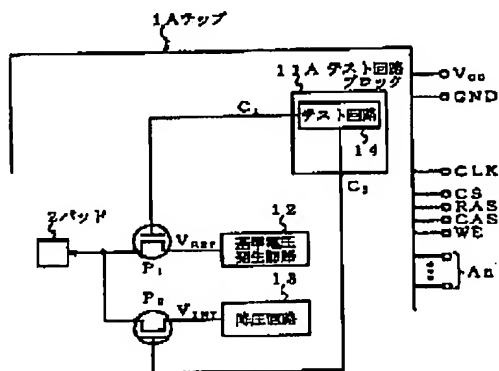 1Aチップ
11A テスト回路
ブロック
C₁
テスト回路
14
C₂
VCC
GND
CLK
CS
RAS
CAS
WE
An
2パッド
P₁
VREF
12
基準電圧
発生回路
P₂
VINT
13
降圧回路